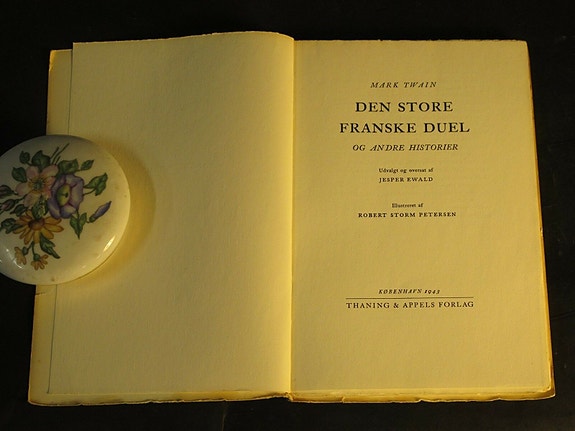 MARK TWAIN
DEN STORE
FRANSKE DUEL
OG ANDRE HISTORIER
Udvalgt og oversat af
JESPER EWALD
Illustreret af
ROBERT STORM PETERSEN
KØBENHAVN 1943
THANING & APPELS FORLAG